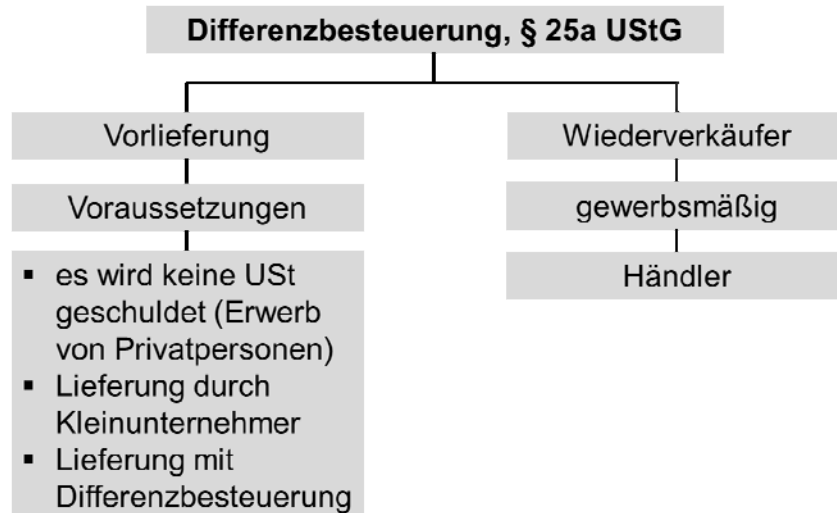 Differenzbesteuerung, § 25a UStG
Vorlieferung
Voraussetzungen
▪ es wird keine USt
geschuldet (Erwerb
von Privatpersonen)
▪ Lieferung durch
Kleinunternehmer
▪ Lieferung mit
Differenzbesteuerung
Wiederverkäufer
gewerbsmäßig
Händler